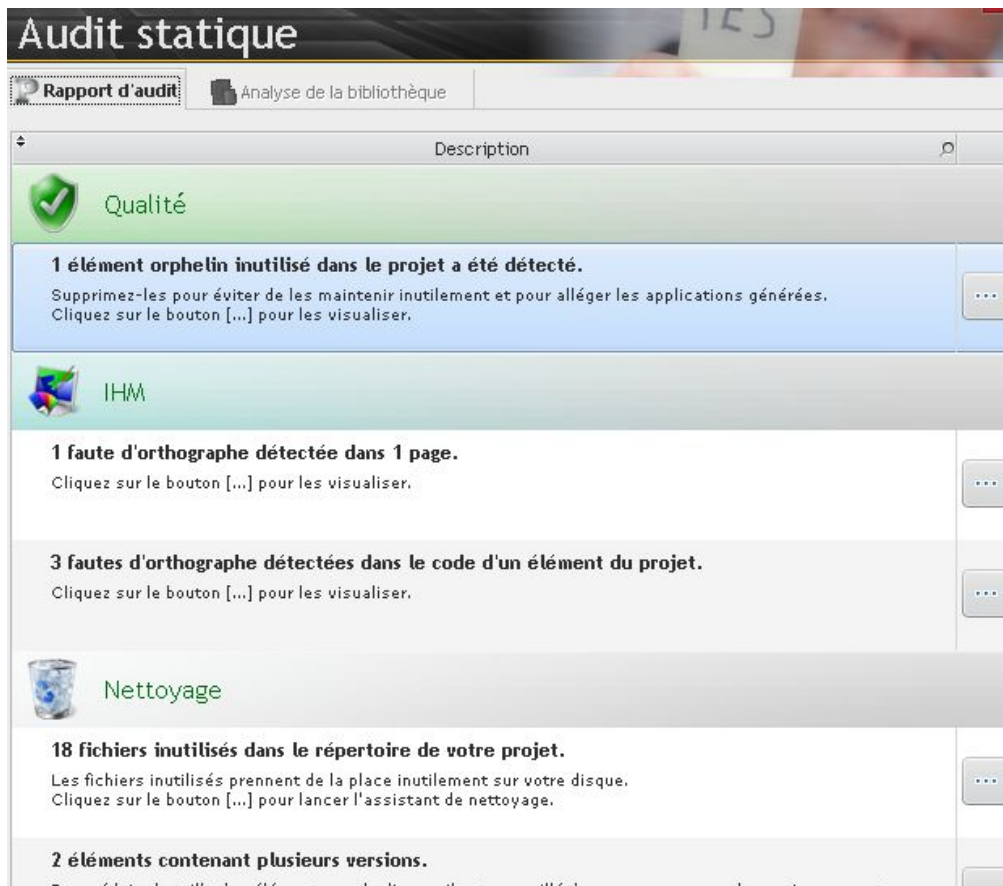 YES
Audit statique
Rapport d'audit
Analyse de la bibliothèque
Description
Qualité
1 élément orphelin inutilisé dans le projet a été détecté.
Supprimez-les pour éviter de les maintenir inutilement et pour alléger les applications générées.
Cliquez sur le bouton [...] pour les visualiser.
...
IHM
1 faute d'orthographe détectée dans 1 page.
Cliquez sur le bouton [...] pour les visualiser.
...
3 fautes d'orthographe détectées dans le code d'un élément du projet.
Cliquez sur le bouton [...] pour les visualiser.
...
Nettoyage
18 fichiers inutilisés dans le répertoire de votre projet.
Les fichiers inutilisés prennent de la place inutilement sur votre disque.
Cliquez sur le bouton [...] pour lancer l'assistant de nettoyage.
...
2 éléments contenant plusieurs versions.